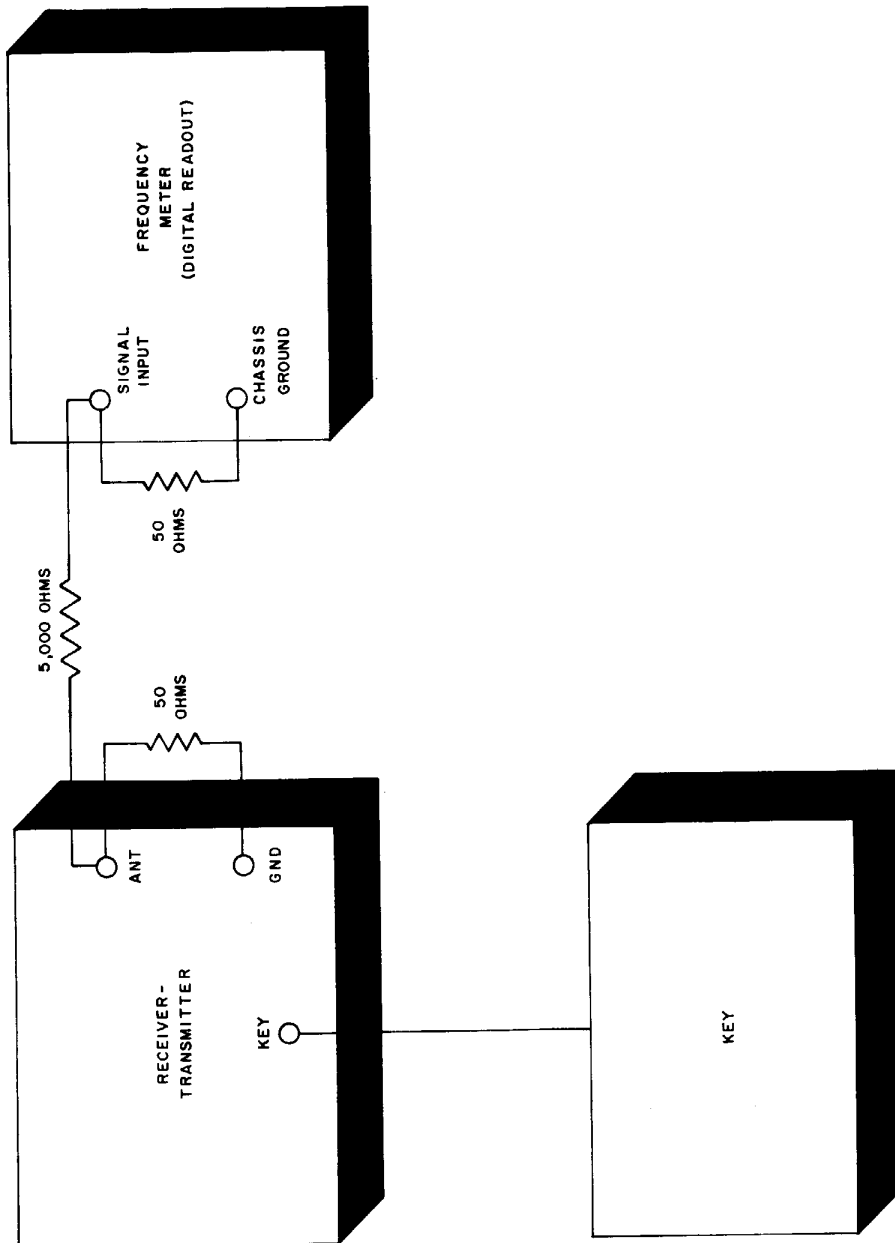 RECEIVER-
TRANSMITTER
ANT
GND
KEY
50
OHMS
5,000 OHMS
50
OHMS
SIGNAL
INPUT
CHASSIS
GROUND
FREQUENCY
METER
(DIGITAL READOUT)
KEY